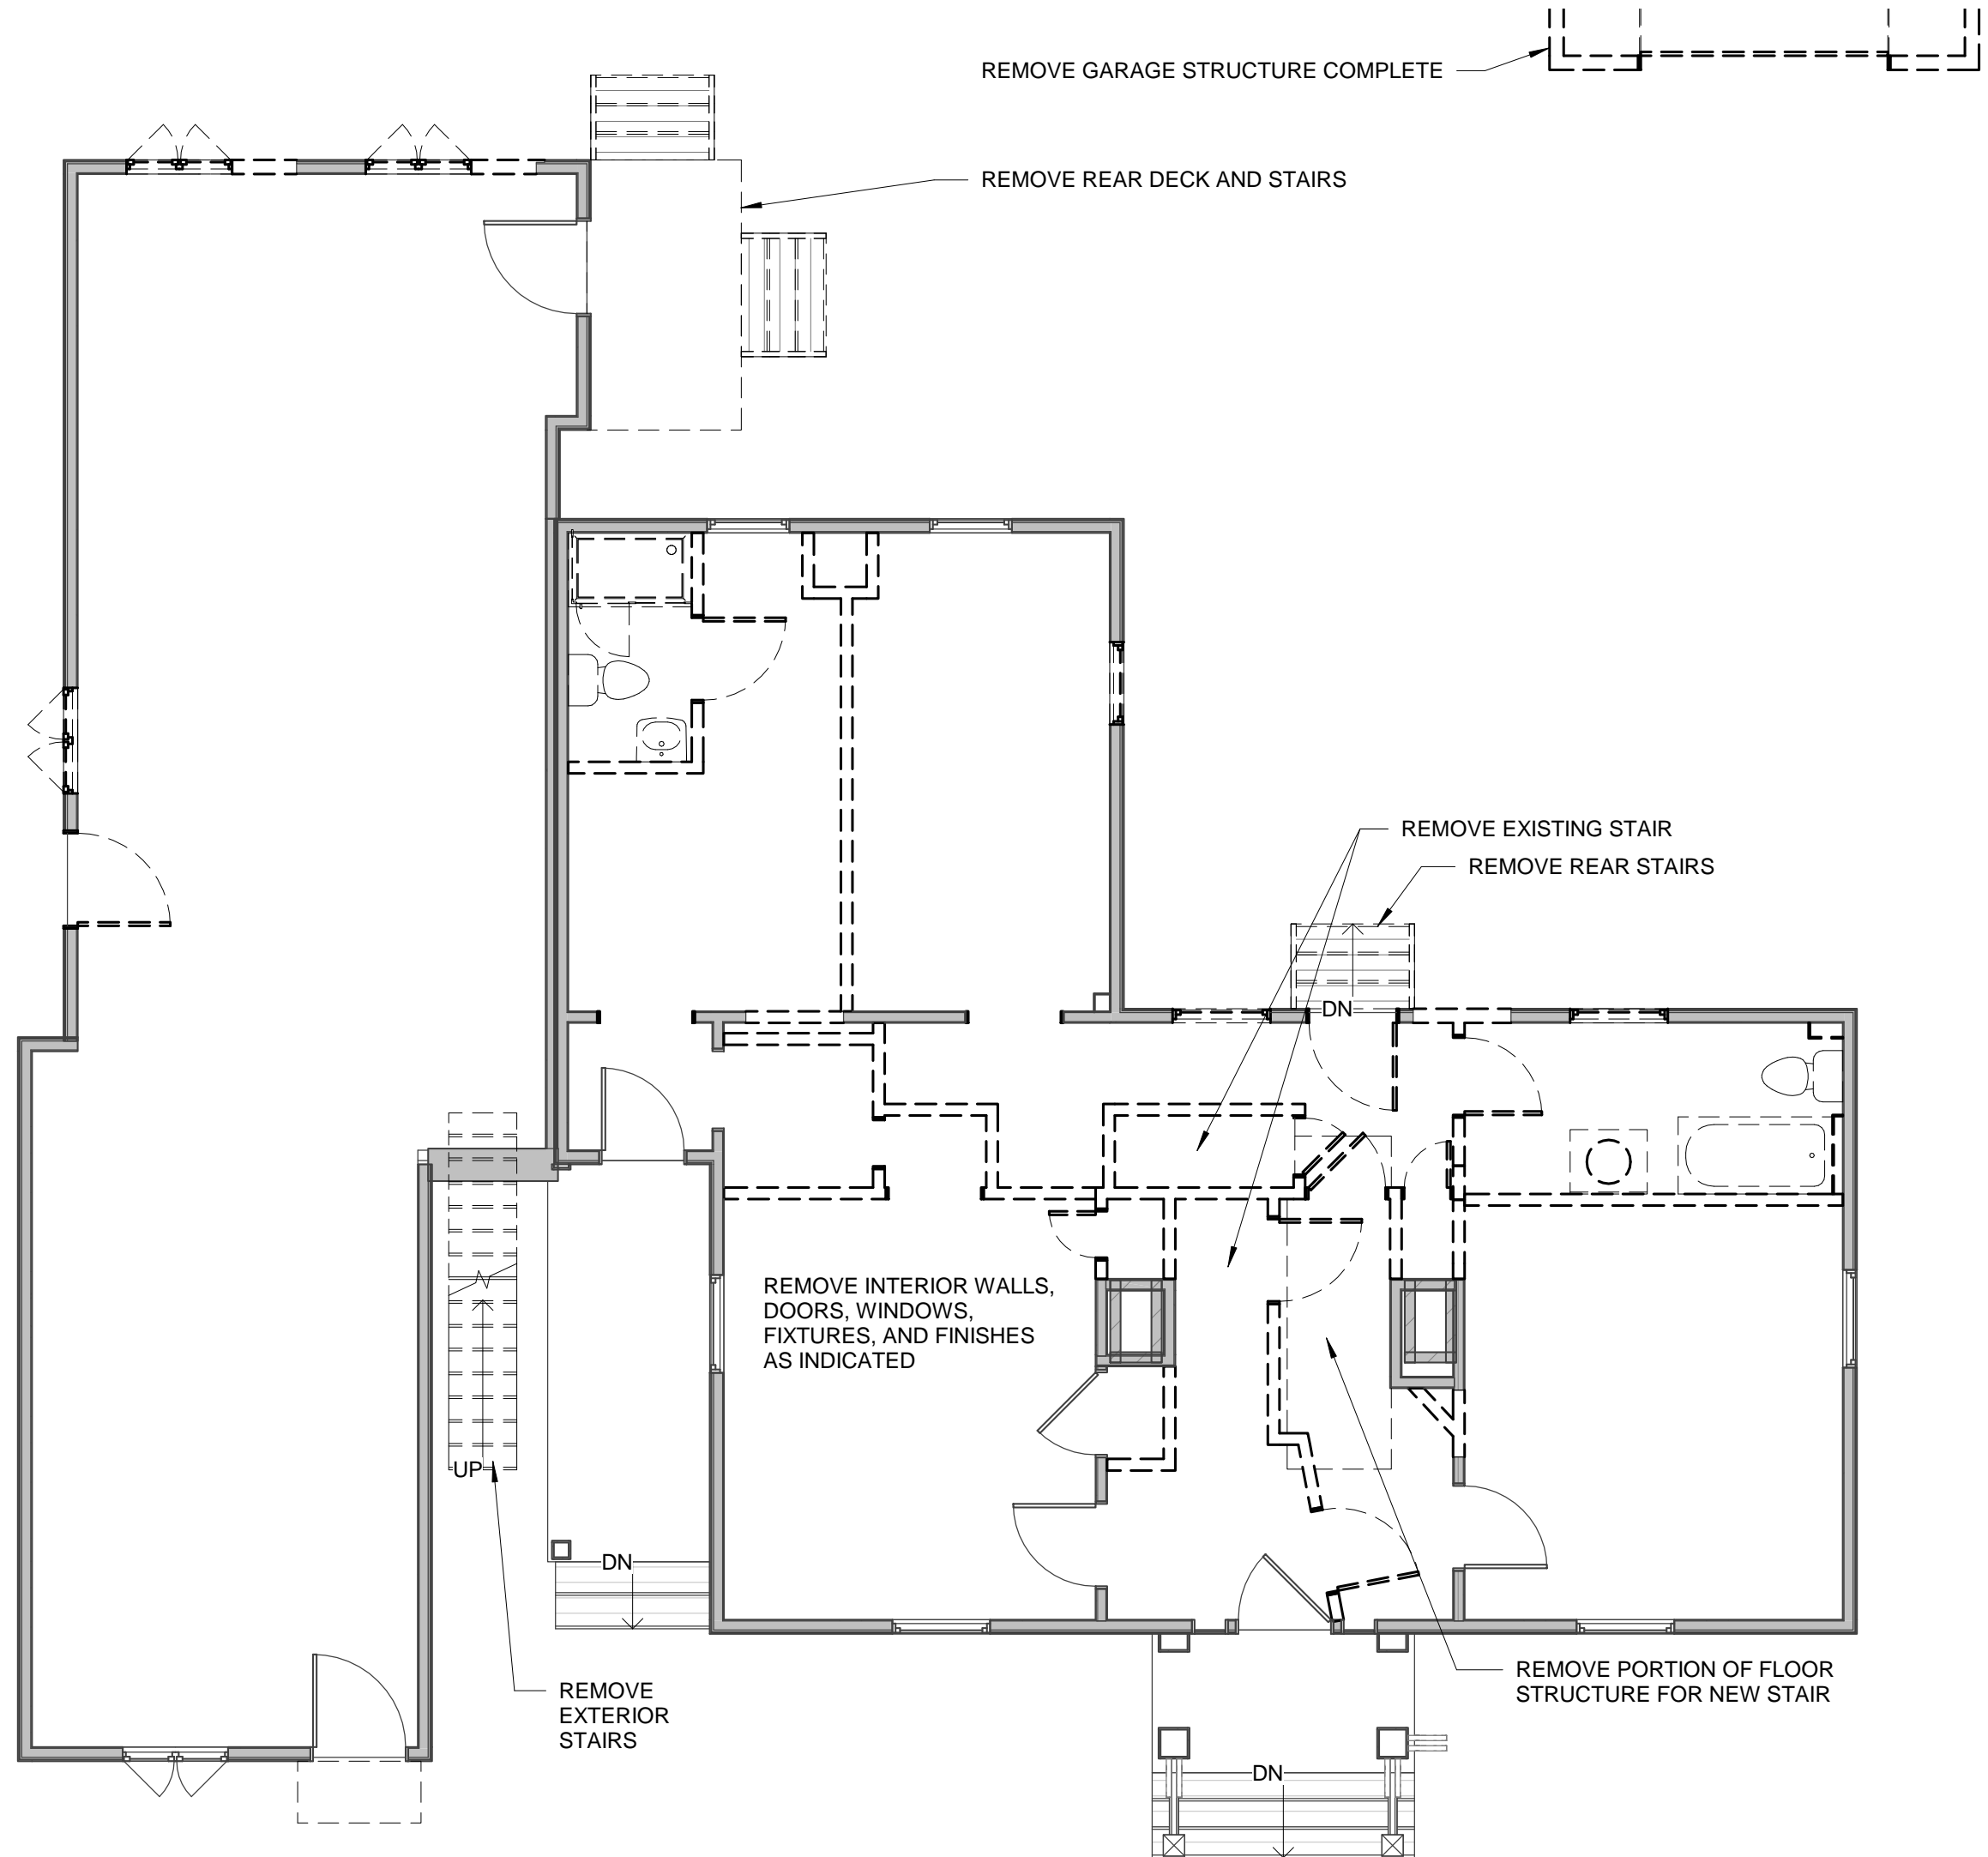 REMOVE GARAGE STRUCTURE COMPLETE
REMOVE REAR DECK AND STAIRS
REMOVE EXISTING STAIR
REMOVE REAR STAIRS
DN
REMOVE INTERIOR WALLS,
DOORS, WINDOWS,
FIXTURES, AND FINISHES
AS INDICATED
UP
DN
REMOVE
EXTERIOR
STAIRS
REMOVE PORTION OF FLOOR
STRUCTURE FOR NEW STAIR
DN